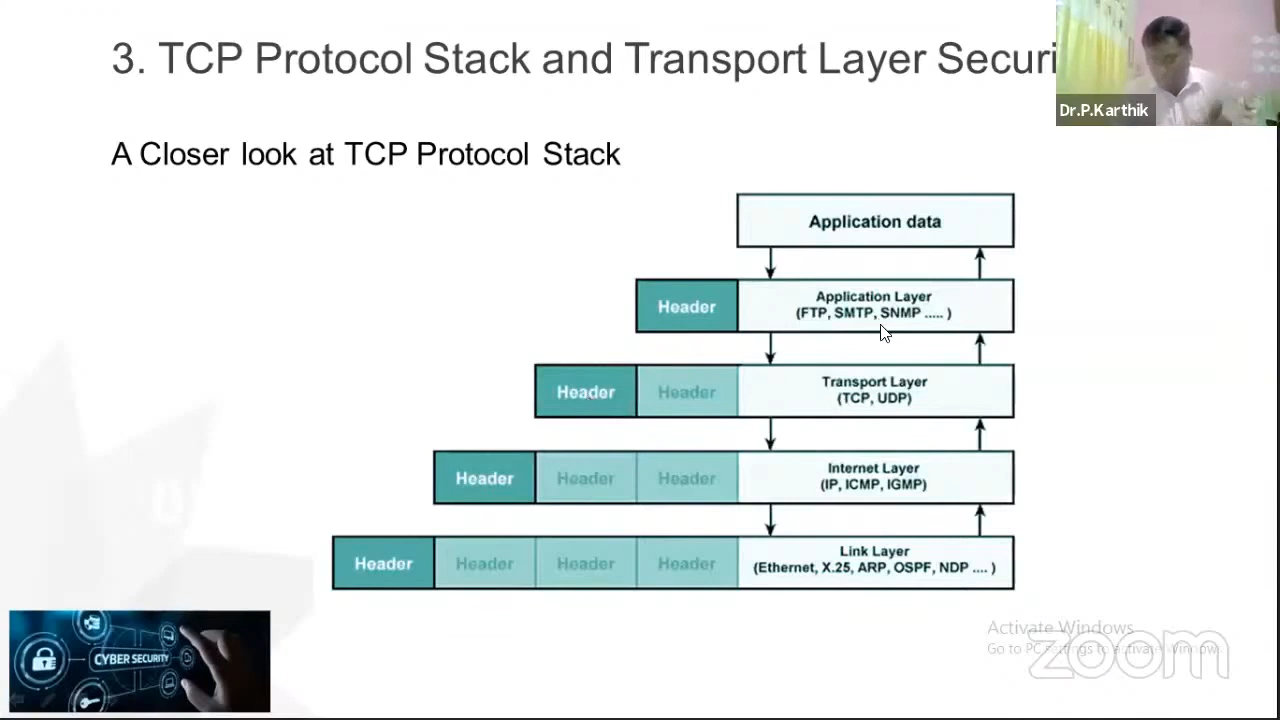 3. TCP Protocol Stack and Transport Layer Securi
Dr.P.Karthik
A Closer look at TCP Protocol Stack
Application data
Header
Application Layer
(FTP, SMTP, SNMP ..... )
Header
Header
Transport Layer
(TCP, UDP)
Header
Header
Header
Internet Layer
(IP, ICMP, IGMP)
Header
Header
Header
Header
Link Layer
(Ethernet, X.25, ARP, OSPF, NDP .... )
CYBER SECURITY
Activate Windows
Go to PC settings to activate Window
zoom